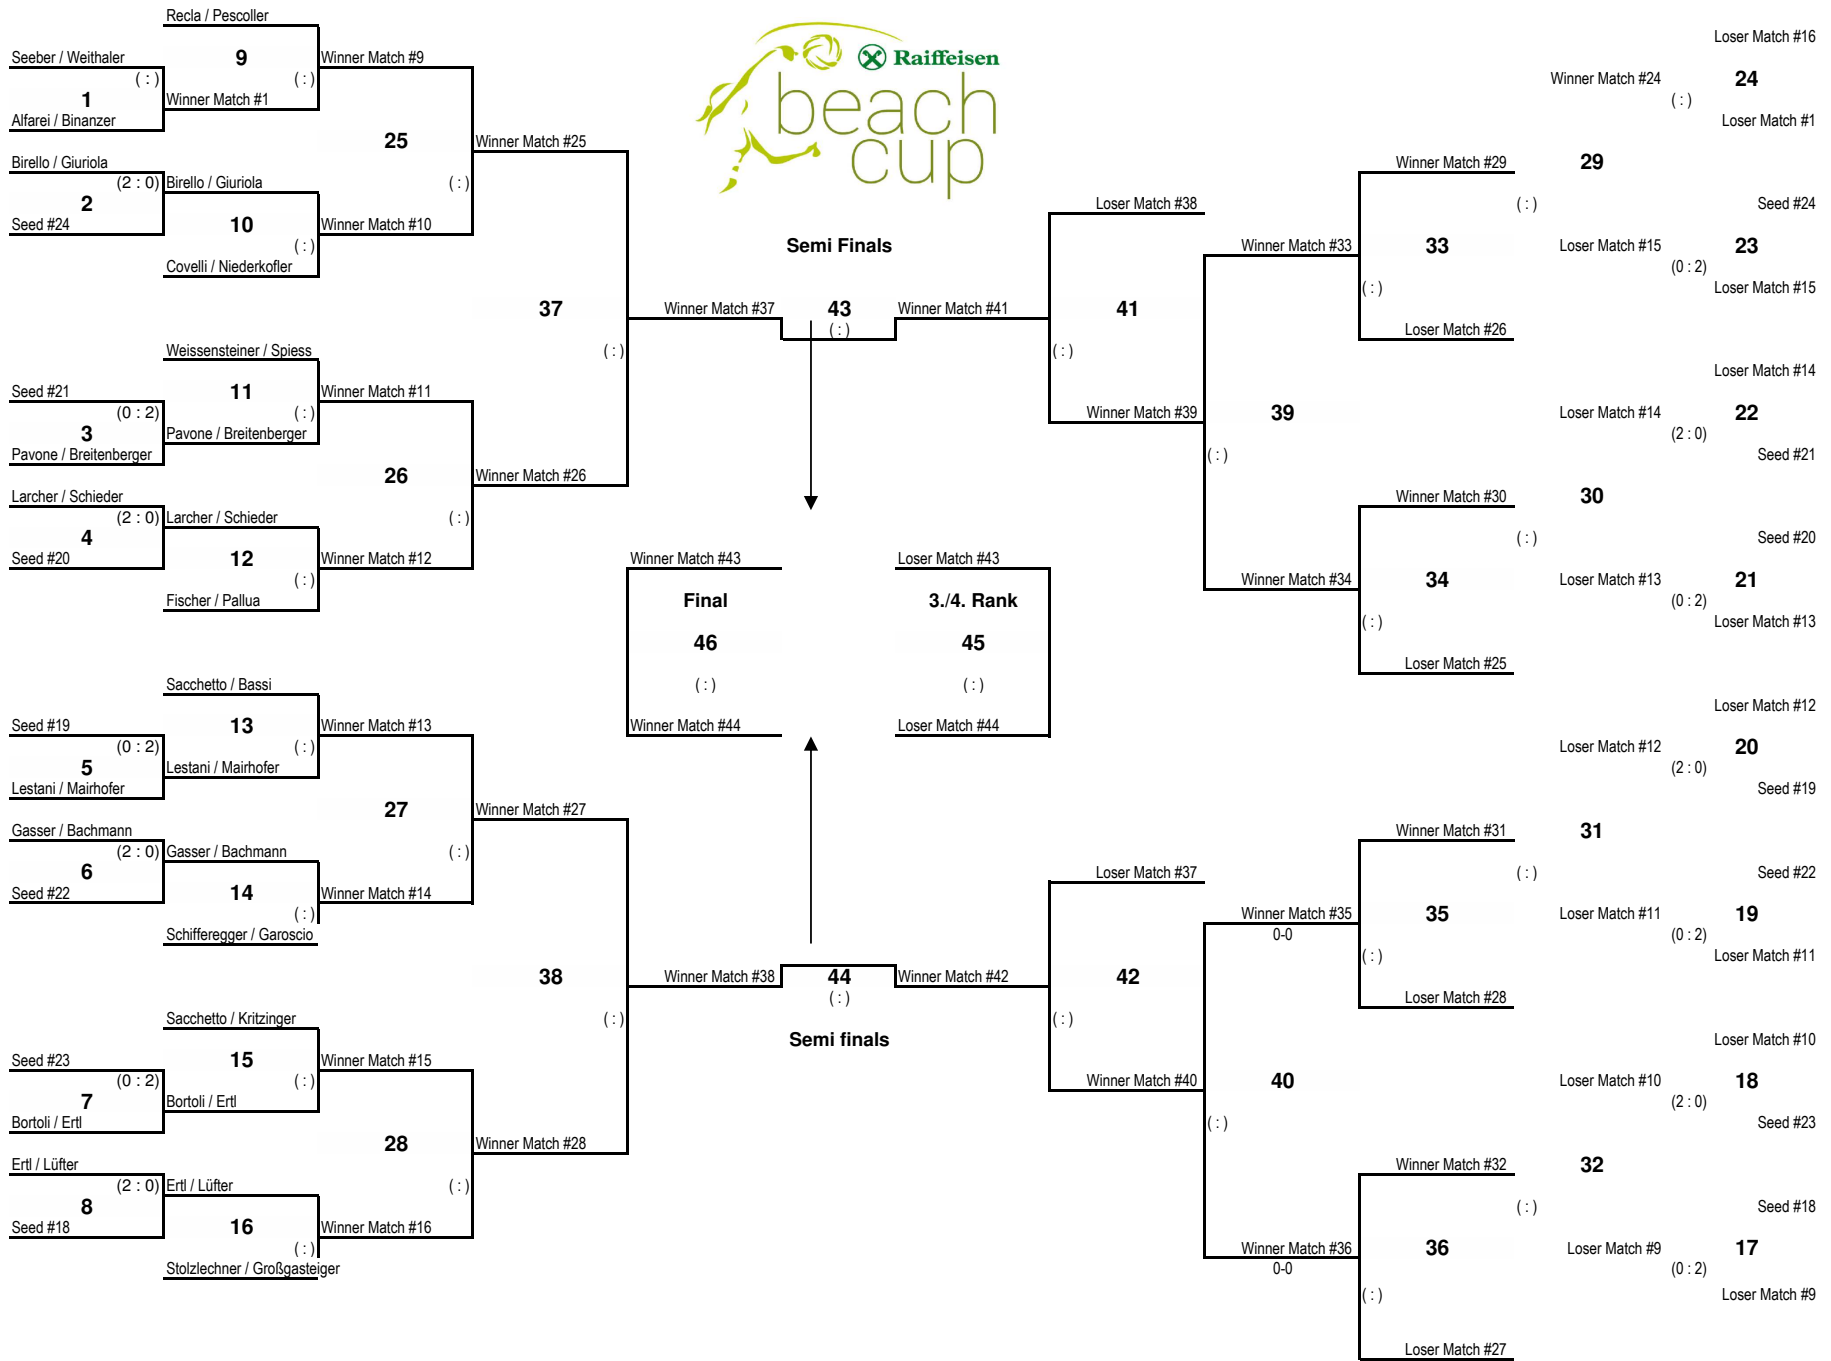 Recla / Pescoller
Seeber / Weithaler
9
Winner Match #9
( : )
( : )
1
Winner Match #1
Alfarei / Binanzer
25
Winner Match #25
Birello / Giuriola
(2 : 0)
Birello / Giuriola
( : )
2
Seed #24
10
Winner Match #10
( : )
Covelli / Niederkofler
37
Winner Match #37
( : )
Weissensteiner / Spiess
Seed #21
11
Winner Match #11
(0 : 2)
( : )
3
Pavone / Breitenberger
Pavone / Breitenberger
26
Winner Match #26
Larcher / Schieder
(2 : 0)
Larcher / Schieder
( : )
4
Seed #20
12
Winner Match #12
( : )
Fischer / Pallua
Sacchetto / Bassi
Seed #19
13
Winner Match #13
(0 : 2)
( : )
5
Lestani / Mairhofer
Lestani / Mairhofer
27
Winner Match #27
Gasser / Bachmann
(2 : 0)
Gasser / Bachmann
( : )
6
Seed #22
14
Winner Match #14
( : )
Schifferegger / Garoscio
38
Winner Match #38
( : )
Sacchetto / Kritzinger
Seed #23
15
Winner Match #15
(0 : 2)
( : )
7
Bortoli / Ertl
Bortoli / Ertl
28
Winner Match #28
Ertl / Lüfter
(2 : 0)
Ertl / Lüfter
( : )
8
Seed #18
16
Winner Match #16
( : )
Stolzlechner / Großgasteiger
Raiffeisen
beach
cup
Semi Finals
43
( : )
Winner Match #41
Winner Match #43
Final
46
( : )
Winner Match #44
Loser Match #43
3./4. Rank
45
( : )
Loser Match #44
44
( : )
Winner Match #42
Semi finals
Loser Match #38
41
( : )
Winner Match #39
Winner Match #33
39
( : )
Winner Match #34
Winner Match #29
33
( : )
Loser Match #26
Winner Match #30
34
( : )
Loser Match #25
Loser Match #37
42
( : )
Winner Match #40
Winner Match #35
0-0
40
( : )
Winner Match #36
0-0
Winner Match #31
35
( : )
Loser Match #28
Winner Match #32
36
( : )
Loser Match #27
Loser Match #16
Winner Match #24
24
( : )
Loser Match #1
29
( : )
Seed #24
Loser Match #15
23
(0 : 2)
Loser Match #15
Loser Match #14
Loser Match #14
22
(2 : 0)
Seed #21
30
( : )
Seed #20
Loser Match #13
21
(0 : 2)
Loser Match #13
Loser Match #12
Loser Match #12
20
(2 : 0)
Seed #19
31
( : )
Seed #22
Loser Match #11
19
(0 : 2)
Loser Match #11
Loser Match #10
Loser Match #10
18
(2 : 0)
Seed #23
32
( : )
Seed #18
Loser Match #9
17
(0 : 2)
Loser Match #9